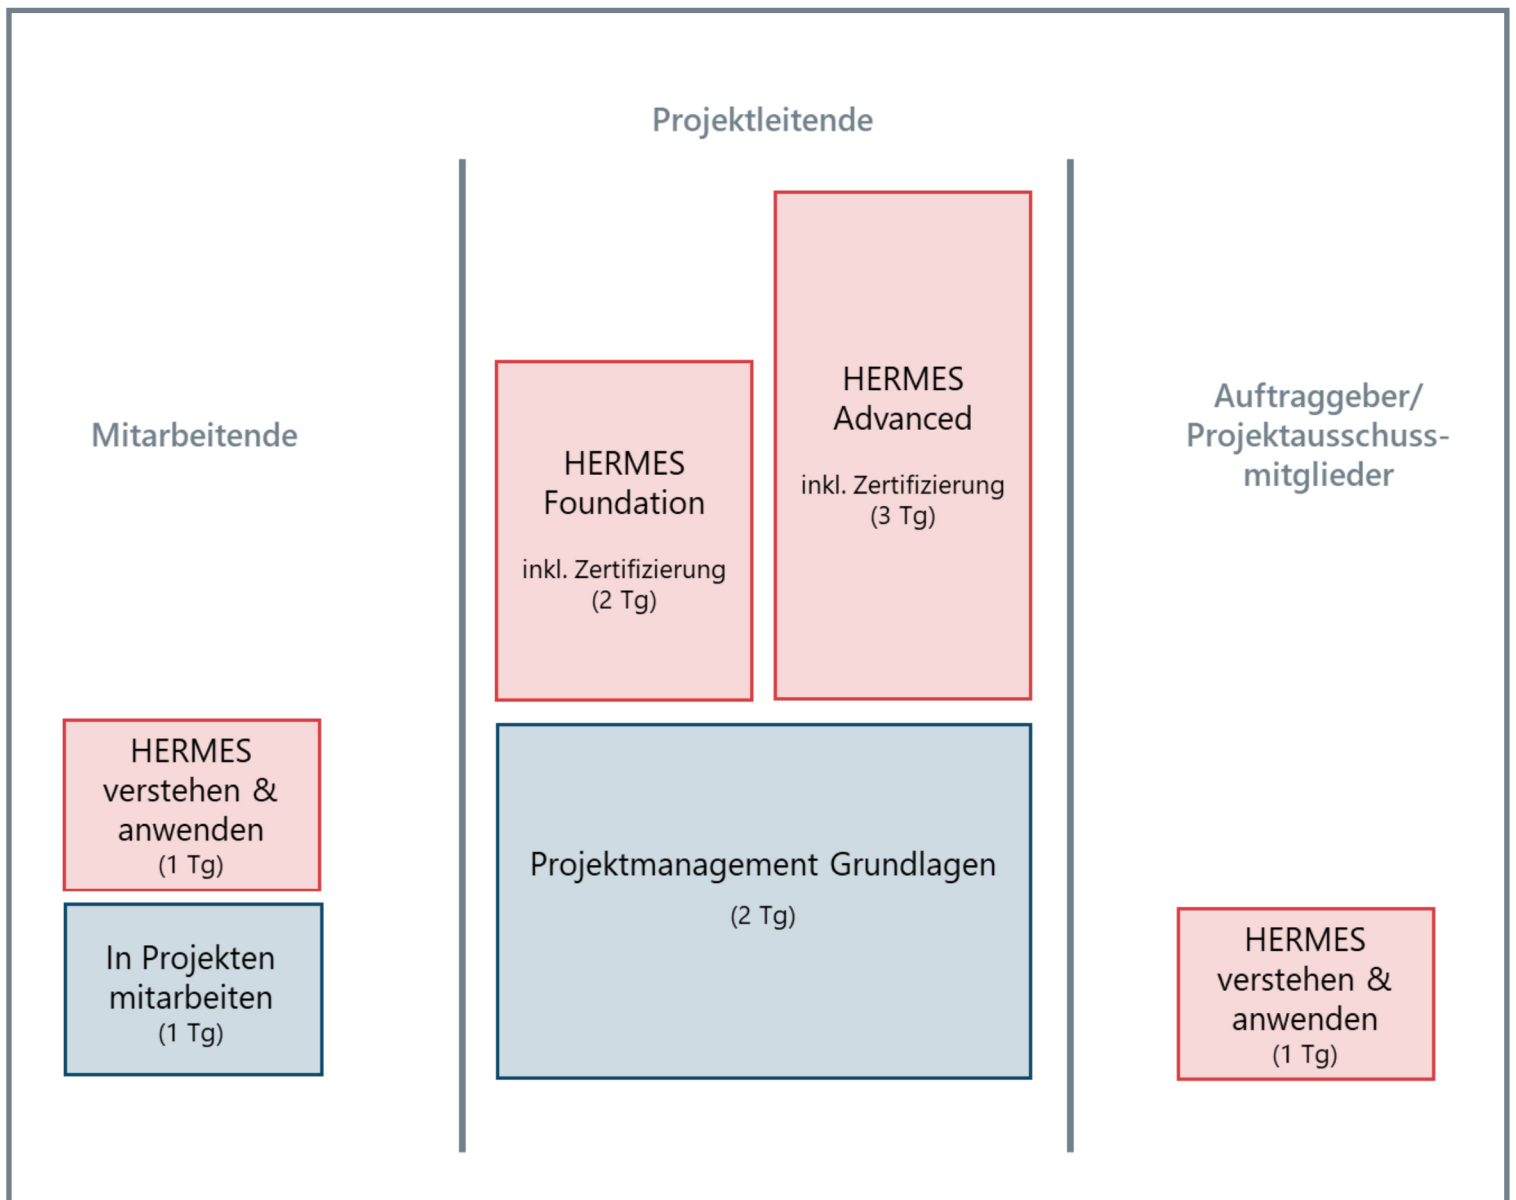 Projektleitende
Mitarbeitende
HERMES
verstehen &
anwenden
(1 Tg)
In Projekten
mitarbeiten
(1 Tg)
HERMES
Foundation
inkl. Zertifizierung
(2 Tg)
HERMES
Advanced
inkl. Zertifizierung
(3 Tg)
Projektmanagement Grundlagen
(2 Tg)
Auftraggeber/
Projektausschuss-
mitglieder
HERMES
verstehen &
anwenden
(1 Tg)